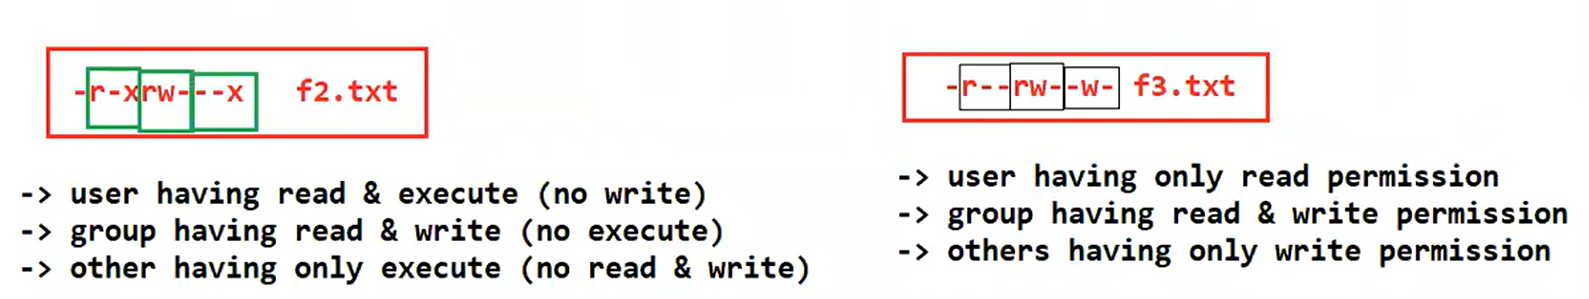 -r-xrw---x f2.txt
-> user having read & execute (no write)
-> group having read & write (no execute)
-> other having only execute (no read & write)
-r--rw--w- f3.txt
-> user having only read permission
-> group having read & write permission
-> others having only write permission